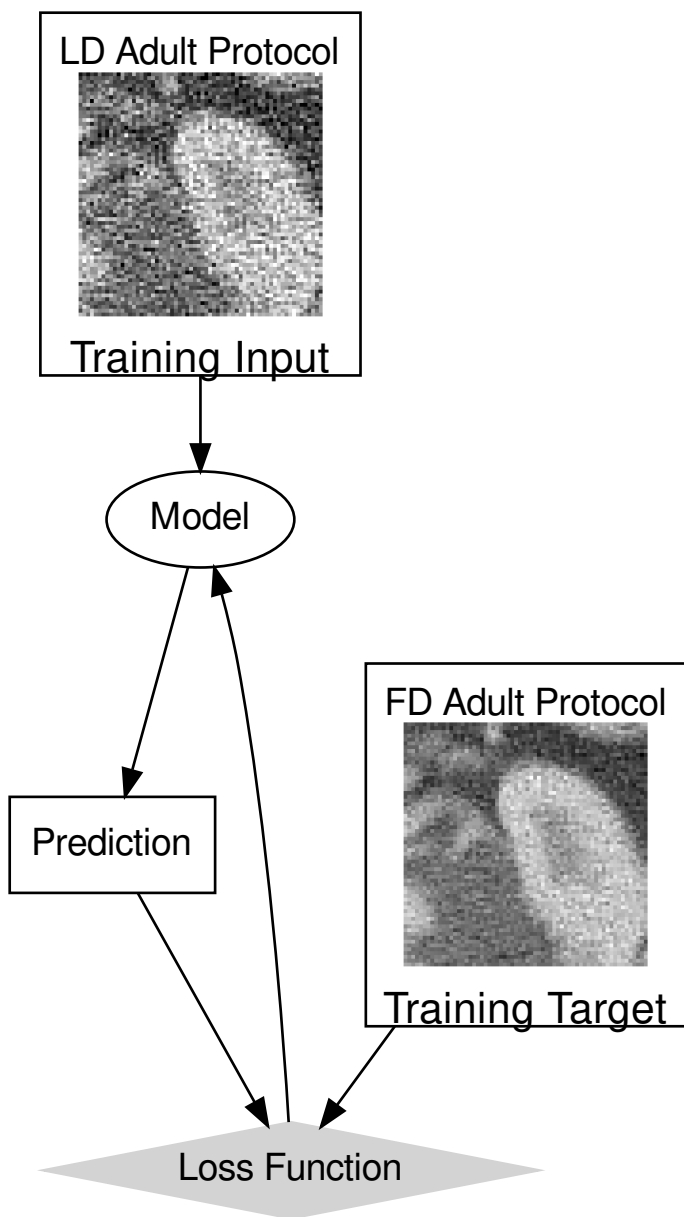 LD Adult Protocol
Training Input
Model
FD Adult Protocol
Prediction
Training Target
Loss Function